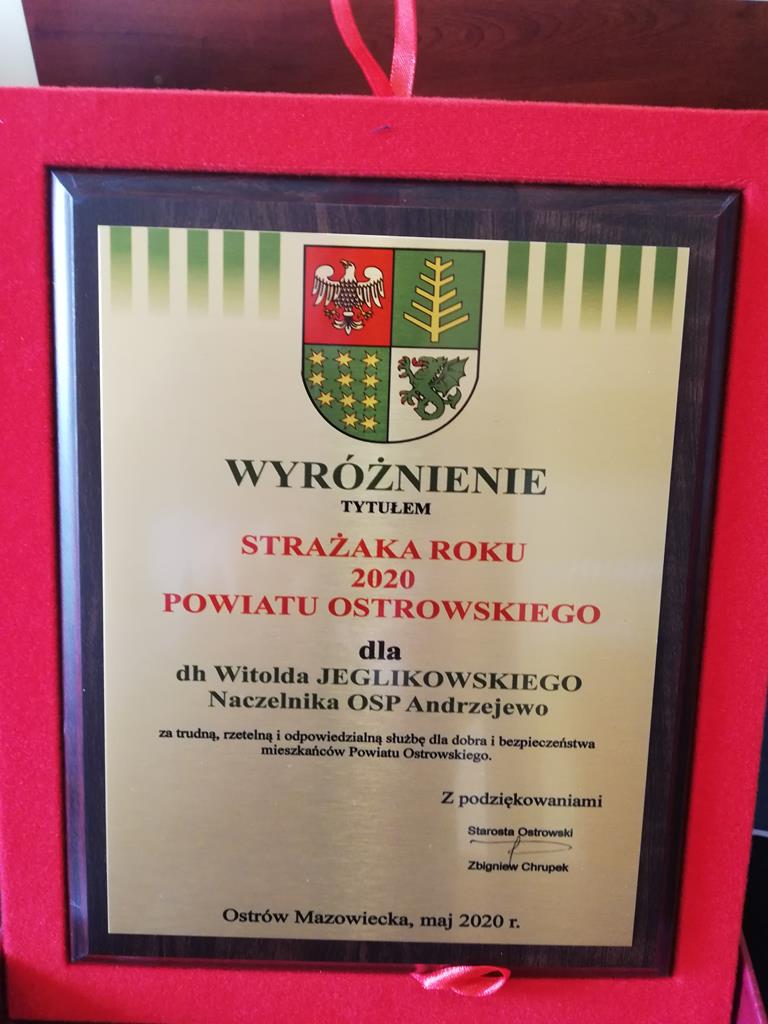 WYRÓŻNIENIE
TYTUŁEM
STRAŻAKA ROKU
2020
POWIATU OSTROWSKIEGO
dla
dh Witolda JEGLIKOWSKIEGO
Naczelnika OSP Andrzejewo
za trudną, rzetelną i odpowiedzialną służbę dla dobra i bezpieczeństwa
mieszkańców Powiatu Ostrowskiego.
Z podziękowaniami
Starosta Ostrowski
Zbigniew Chrupek
Ostrów Mazowiecka, maj 2020 r.